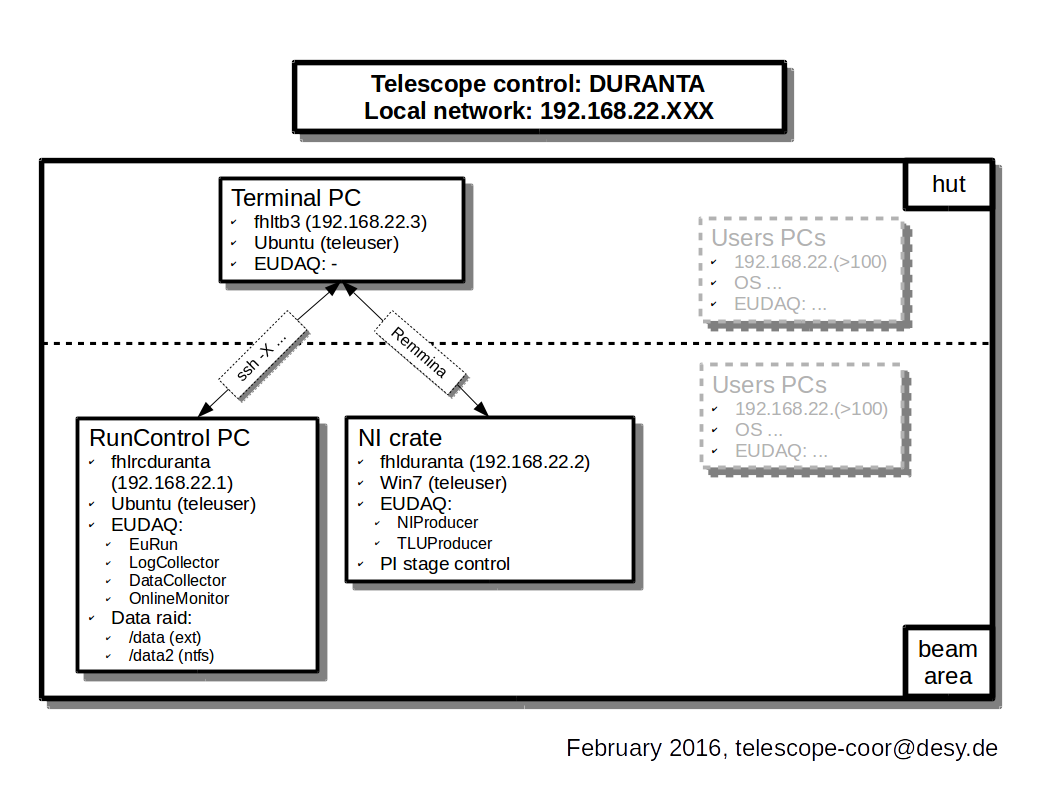 Telescope control: DURANTA
Local network: 192.168.22.XXX
hut
Terminal PC
fhltb3 (192.168.22.3)
Ubuntu (teleuser)
EUDAQ: -
Users PCs
192.168.22.(>100)
OS ...
EUDAQ: ...
ssh -X ...
Remmina
Users PCs
192.168.22.(>100)
OS ...
EUDAQ: ...
RunControl PC
fhlrcduranta
(192.168.22.1)
Ubuntu (teleuser)
EUDAQ:
EuRun
LogCollector
DataCollector
OnlineMonitor
Data raid:
/data (ext)
/data2 (ntfs)
NI crate
fhlduranta (192.168.22.2)
Win7 (teleuser)
EUDAQ:
NIProducer
TLUProducer
PI stage control
beam
area
February 2016, telescope-coor@desy.de